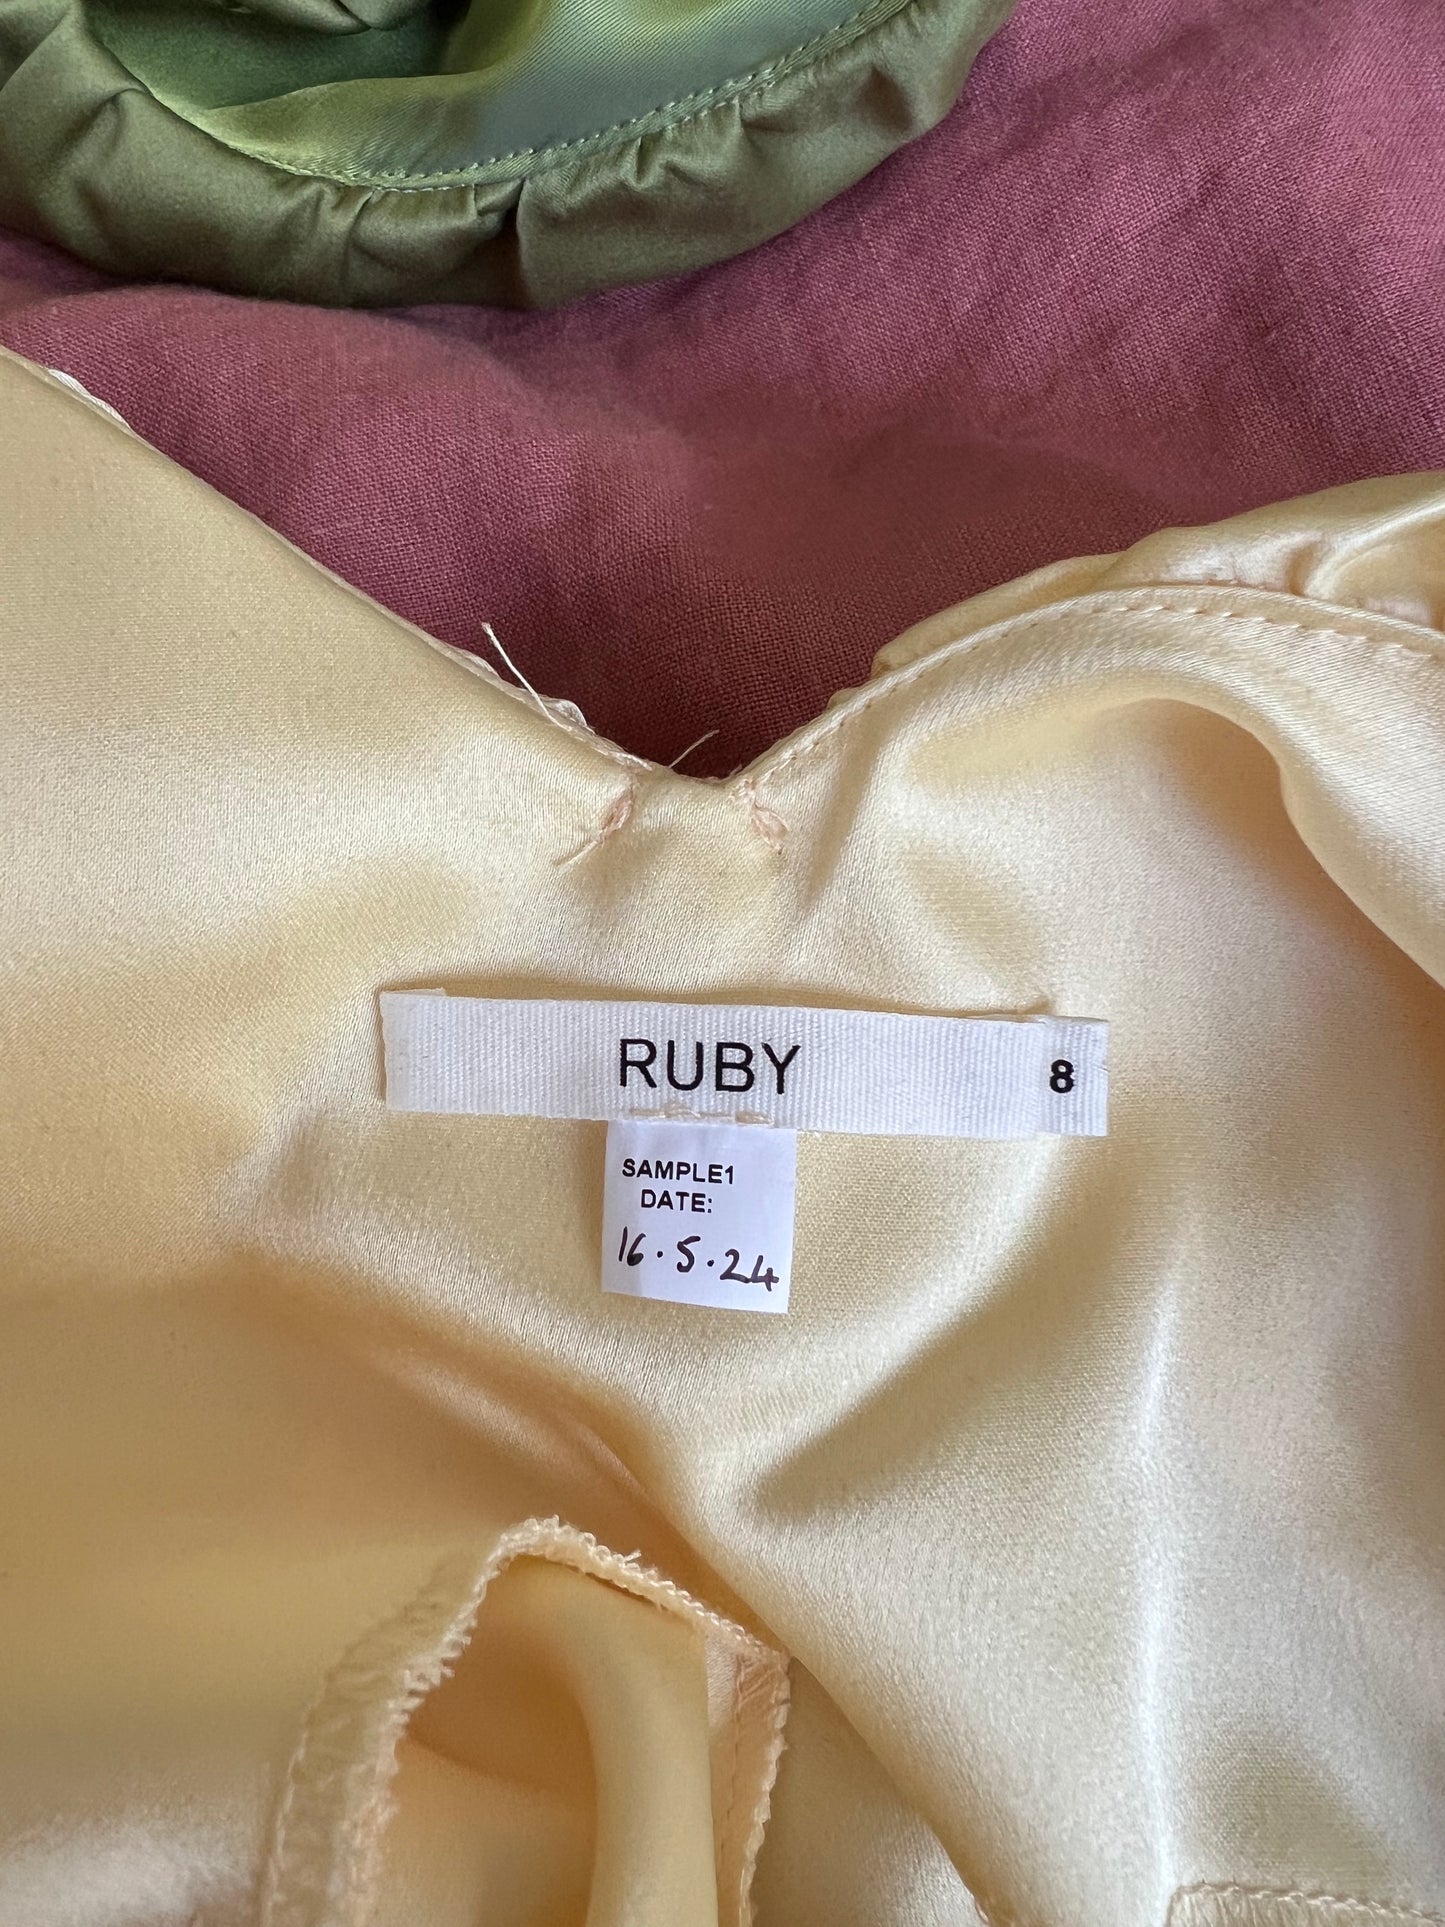 RUBY 8
SAMPLE1
DATE:
16.5.24